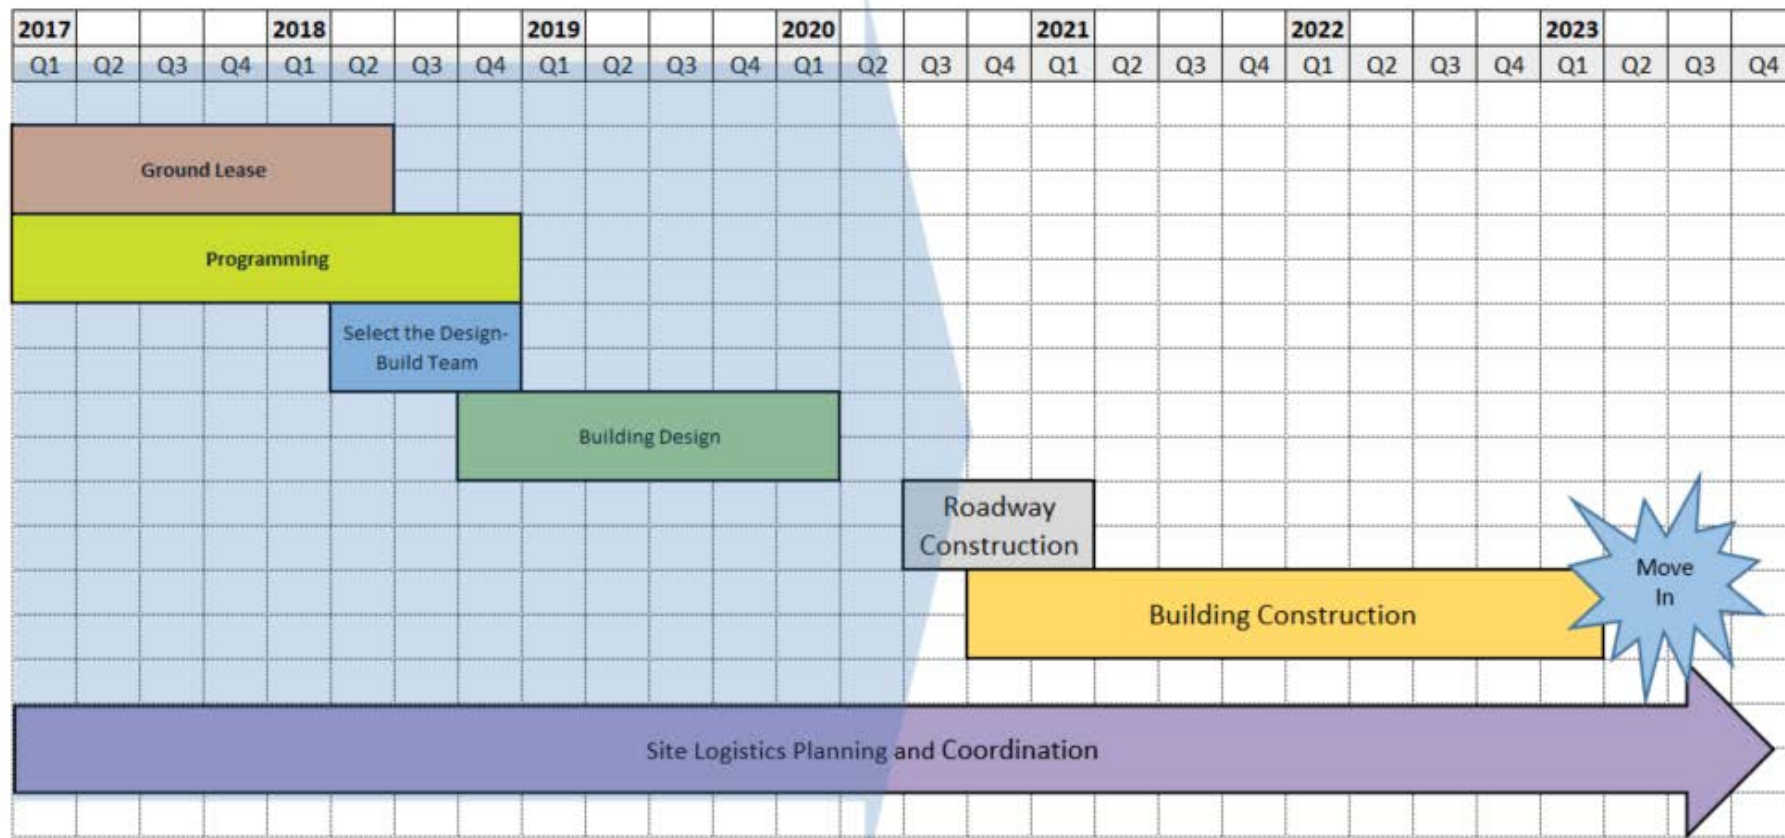 2017 2018 2019 2020 2021 2022 2023
Q1 Q2 Q3 Q4 Q1 Q2 Q3 Q4 Q1 Q2 Q3 Q4 Q1 Q2 Q3 Q4 Q1 Q2 Q3 Q4 Q1 Q2 Q3 Q4 Q1 Q2 Q3 Q4
Ground Lease
Programming
Select the Design-
Build Team
Building Design
Roadway
Construction
Move
In
Building Construction
Site Logistics Planning and Coordination